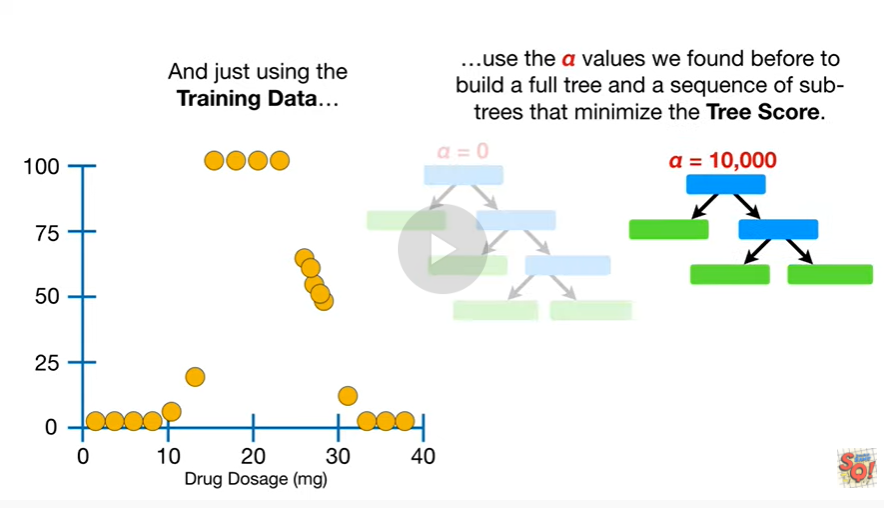 And just using the
Training Data…
…use the α values we found before to
build a full tree and a sequence of sub-
trees that minimize the Tree Score.
α = 0
α = 10,000
100
75
50
25
0
0 10 20 30 40
Drug Dosage (mg)
SQ!